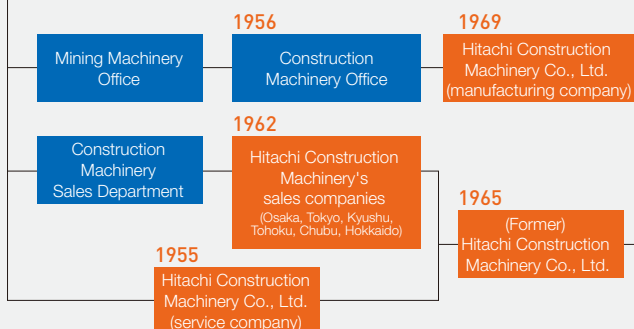 1956
1969
Mining Machinery
Office
Construction
Machinery Office
Hitachi Construction
Machinery Co., Ltd.
(manufacturing company)
1962
Construction
Machinery
Sales Department
Hitachi Construction
Machinery's
sales companies
(Osaka, Tokyo, Kyushu,
Tohoku, Chubu, Hokkaido)
1965
(Former)
Hitachi Construction
Machinery Co., Ltd.
1955
Hitachi Construction
Machinery Co., Ltd.
(service company)